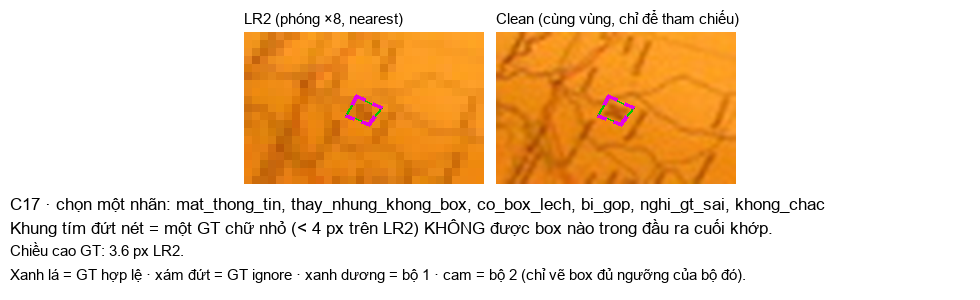 LR2 (phóng ×8, nearest)
Clean (cùng vùng, chỉ để tham chiếu)
C17 · chọn một nhãn: mat_thong_tin, thay_nhung_khong_box, co_box_lech, bi_gop, nghi_gt_sai, khong_chac
Khung tím đứt nét = một GT chữ nhỏ (< 4 px trên LR2) KHÔNG được box nào trong đầu ra cuối khớp.
Chiều cao GT: 3.6 px LR2.
Xanh lá = GT hợp lệ · xám đứt = GT ignore · xanh dương = bộ 1 · cam = bộ 2 (chỉ vẽ box đủ ngưỡng của bộ đó).